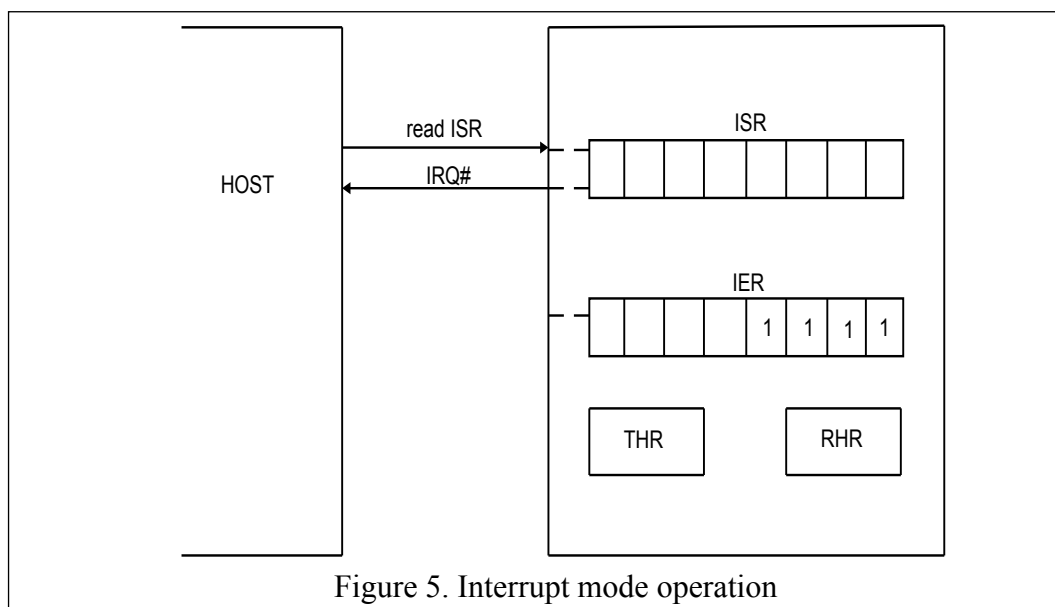 read ISR
ISR
HOST
IRQ#
IER
1 1 1 1
THR
RHR
Figure 5. Interrupt mode operation